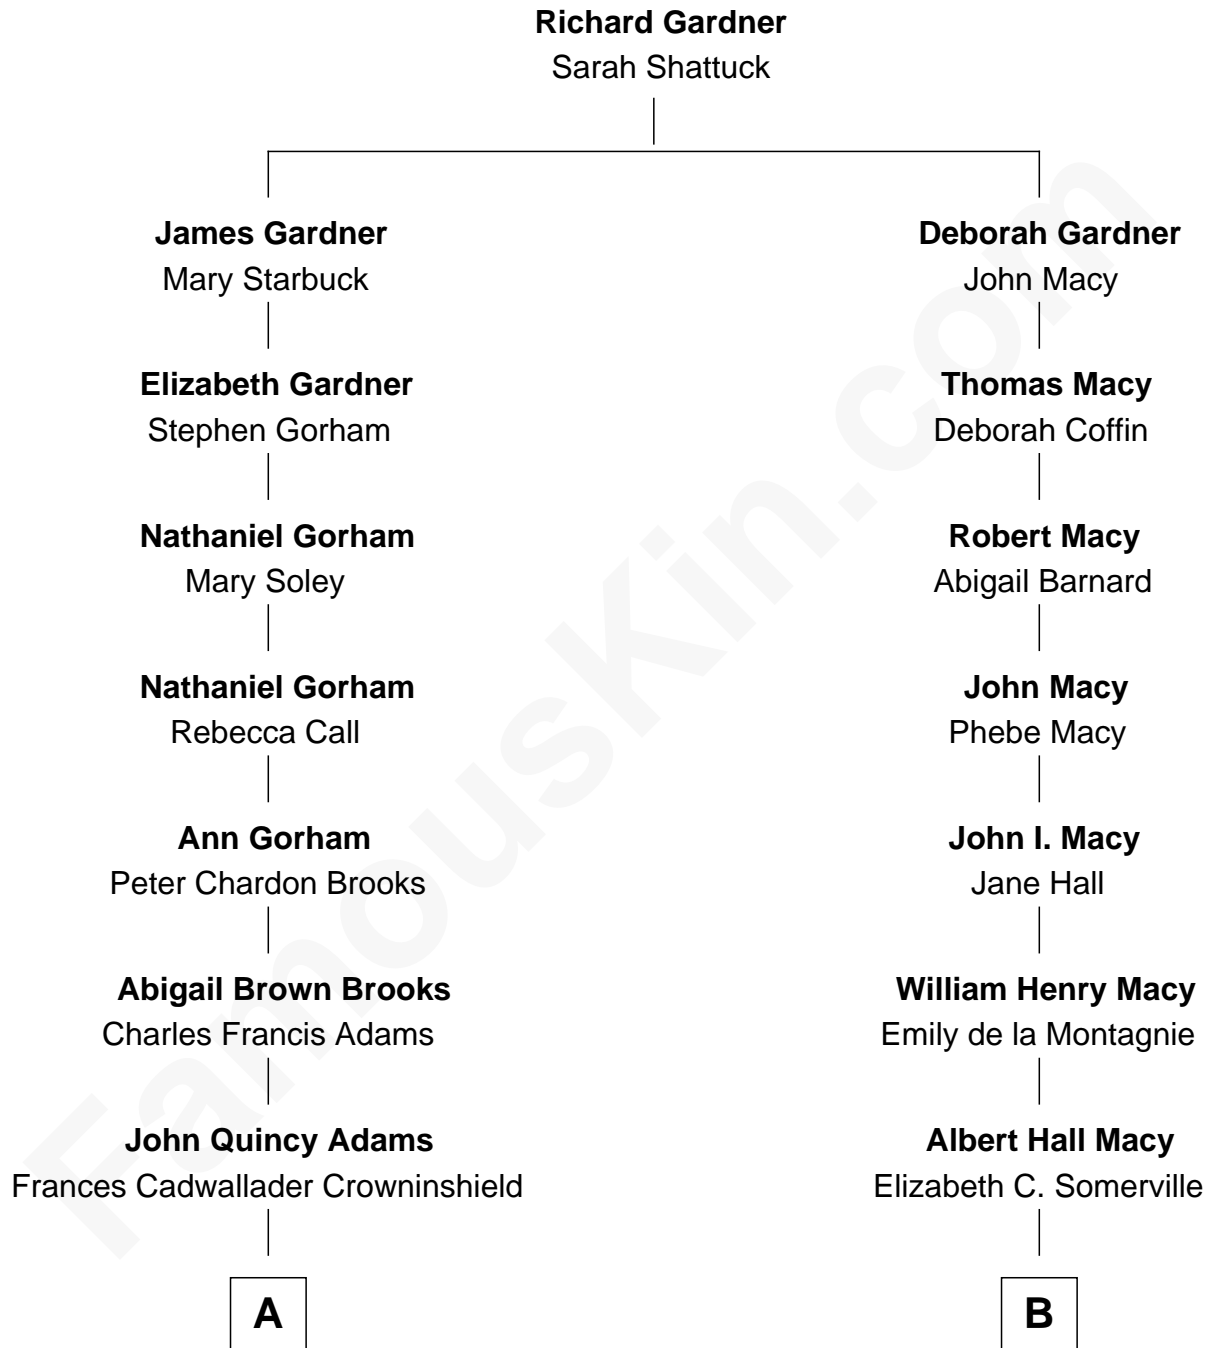 Richard Gardner
Sarah Shattuck
James Gardner
Mary Starbuck
Deborah Gardner
John Macy
Elizabeth Gardner
Stephen Gorham
Thomas Macy
Deborah Coffin
Nathaniel Gorham
Mary Soley
Robert Macy
Abigail Barnard
Nathaniel Gorham
Rebecca Call
John Macy
Phebe Macy
Ann Gorham
Peter Chardon Brooks
John I. Macy
Jane Hall
Abigail Brown Brooks
Charles Francis Adams
William Henry Macy
Emily de la Montagnie
John Quincy Adams
Frances Cadwallader Crowninshield
Albert Hall Macy
Elizabeth C. Somerville
A
B
FamousKin.com